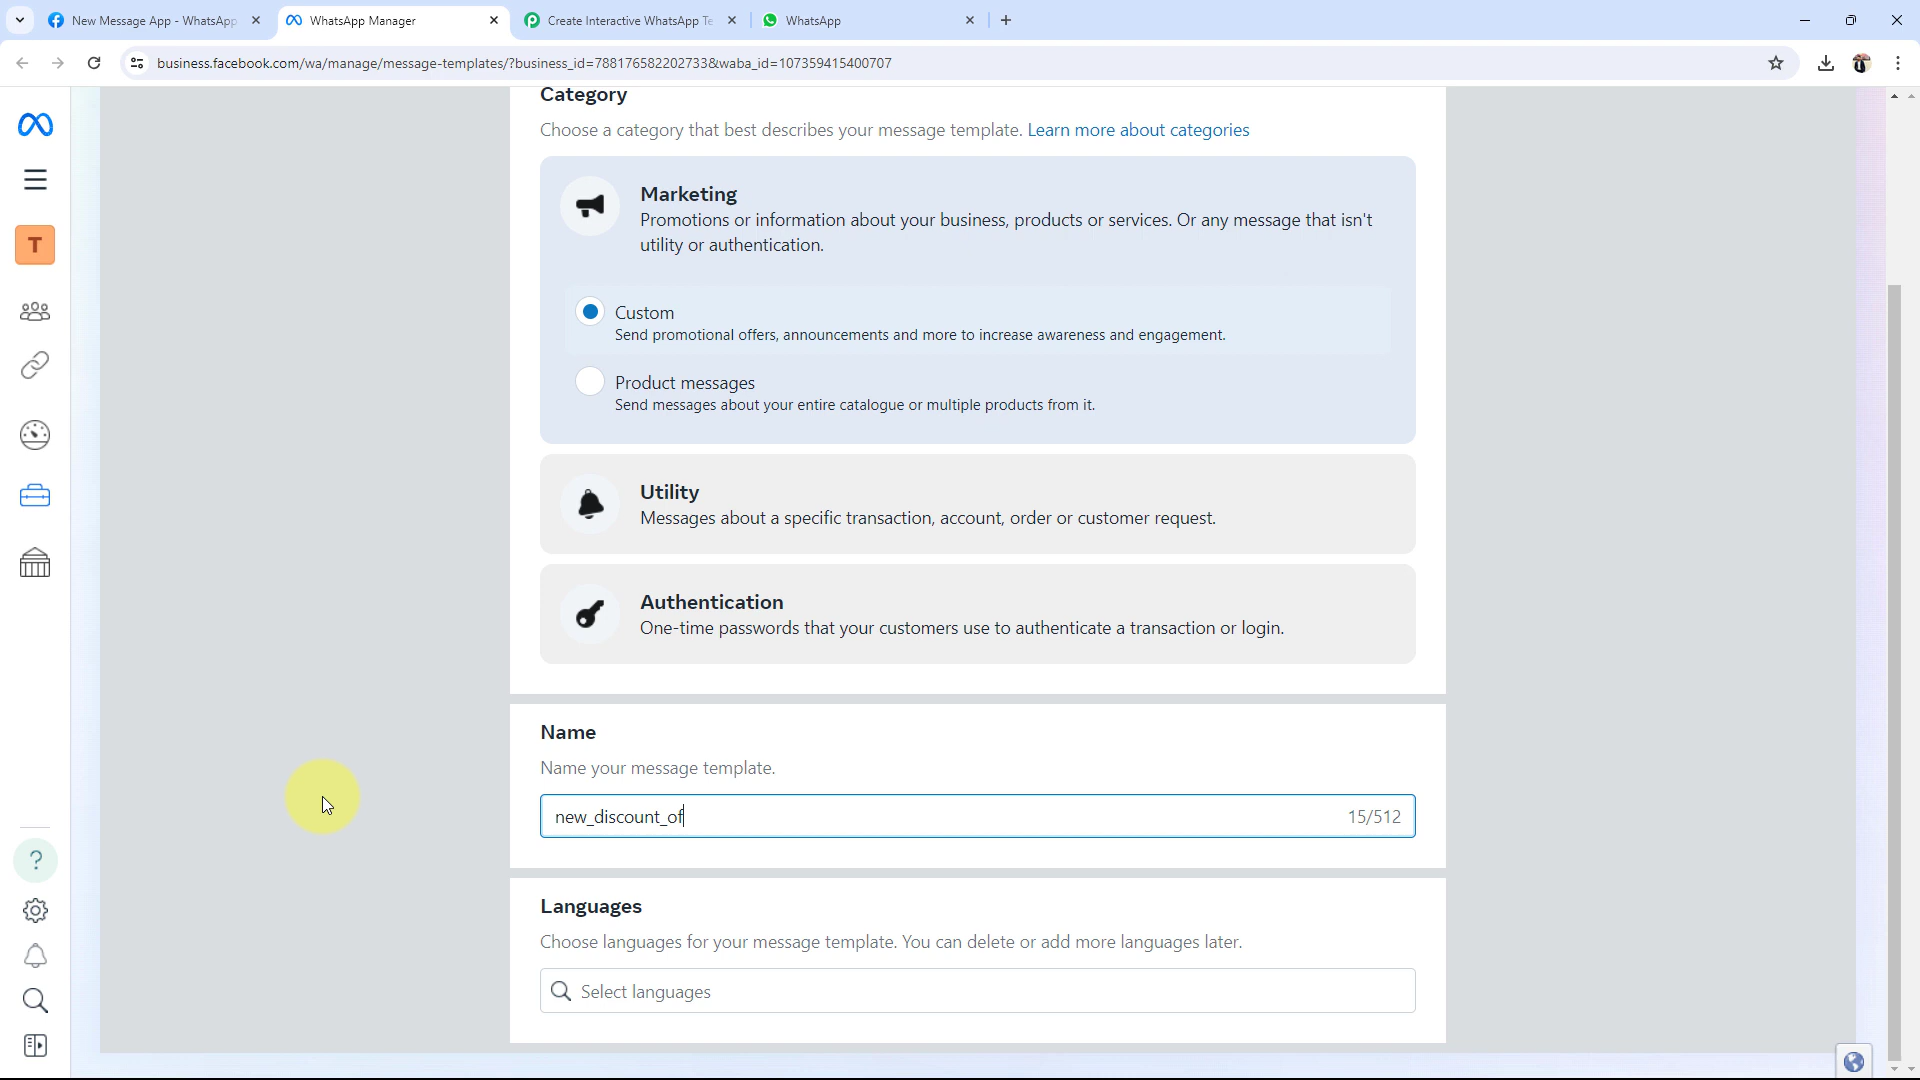 New Message App - WhatsApp
WhatsApp Manager
Create Interactive WhatsApp Te
WhatsApp
business.facebook.com/wa/manage/message-templates/?business_id=788176582202733&waba_id=107359415400707
Category
Choose a category that best describes your message template. Learn more about categories
Marketing
Promotions or information about your business, products or services. Or any message that isn't
utility or authentication.
Custom
Send promotional offers, announcements and more to increase awareness and engagement.
Product messages
Send messages about your entire catalogue or multiple products from it.
Utility
Messages about a specific transaction, account, order or customer request.
Authentication
One-time passwords that your customers use to authenticate a transaction or login.
Name
Name your message template.
new_discount_of 15/512
Languages
Choose languages for your message template. You can delete or add more languages later.
Select languages
T
?